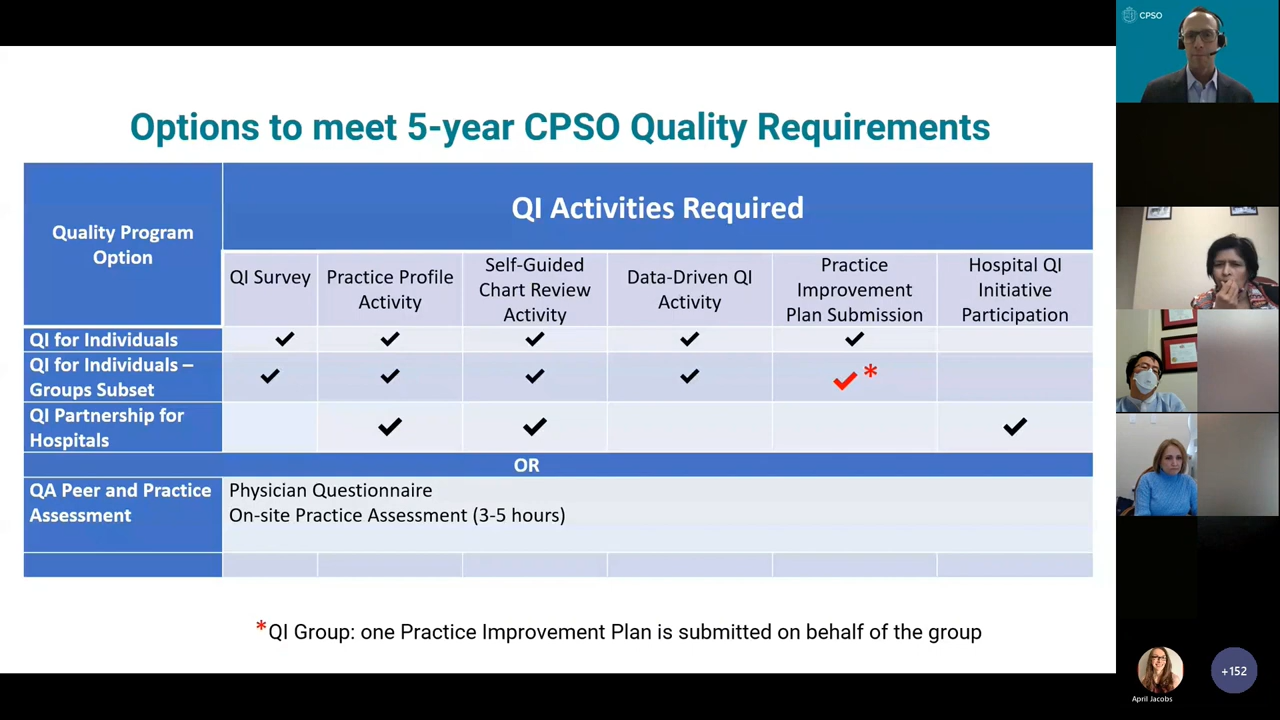 CPSO
Options to meet 5-year CPSO Quality Requirements
Quality Program
Option
QI Activities Required
QI Survey
Practice Profile
Activity
Self-Guided
Chart Review
Activity
Data-Driven QI
Activity
Practice
Improvement
Plan Submission
Hospital QI
Initiative
Participation
QI for Individuals
✓ ✓ ✓ ✓ ✓
QI for Individuals –
Groups Subset
✓ ✓ ✓ ✓ ✓*
QI Partnership for
Hospitals
✓ ✓ ✓
OR
QA Peer and Practice
Assessment
Physician Questionnaire
On-site Practice Assessment (3-5 hours)
*QI Group: one Practice Improvement Plan is submitted on behalf of the group
April Jacobs
+152